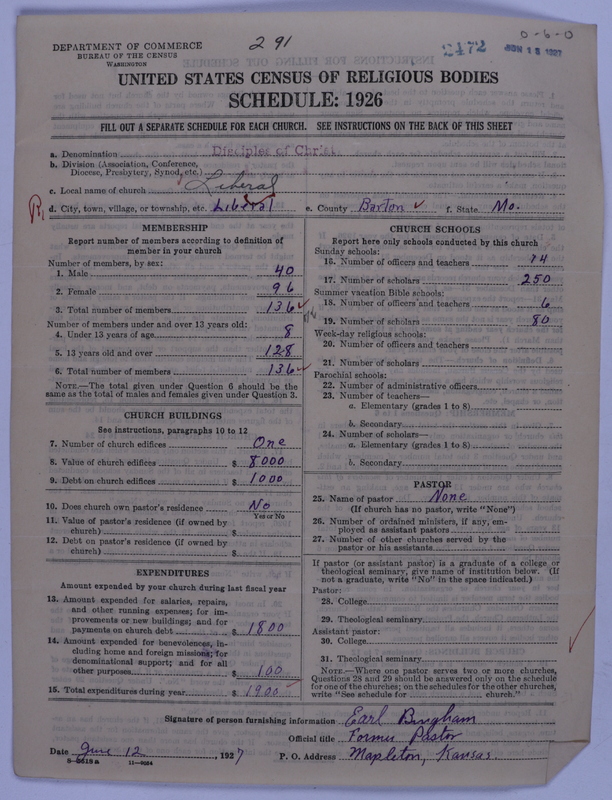 DEPARTMENT OF COMMERCE
BUREAU OF THE CENSUS
WASHINGTON
291
2472
JUN 15 1927
0-6-0
UNITED STATES CENSUS OF RELIGIOUS BODIES
SCHEDULE: 1926
FILL OUT A SEPARATE SCHEDULE FOR EACH CHURCH. SEE INSTRUCTIONS ON THE BACK OF THIS SHEET
a. Denomination Disciples of Christ
b. Division (Association, Conference,
Diocese, Presbytery, Synod, etc.)
c. Local name of church Liberal
d. City, town, village, or township, etc. Liberal e. County Barton f. State Mo.
MEMBERSHIP
Report number of members according to definition of
member in your church
Number of members, by sex:
1. Male 40
2. Female 96
3. Total number of members 136
Number of members under and over 13 years old:
4. Under 13 years of age 8
5. 13 years old and over 128
6. Total number of members 136
NOTE.—The total given under Question 6 should be the
same as the total of males and females given under Question 3.
CHURCH BUILDINGS
See instructions, paragraphs 10 to 12
7. Number of church edifices One
8. Value of church edifices $ 8000
9. Debt on church edifices $ 1000
10. Does church own pastor's residence No
Yes or No
11. Value of pastor's residence (if owned by
church) $
12. Debt on pastor's residence (if owned by
church) $
EXPENDITURES
Amount expended by your church during last fiscal year
13. Amount expended for salaries, repairs,
and other running expenses; for im-
provements or new buildings; and for
payments on church debt $ 1800
14. Amount expended for benevolences, in-
cluding home and foreign missions; for
denominational support; and for all
other purposes $ 100
15. Total expenditures during year $ 1900
CHURCH SCHOOLS
Report here only schools conducted by this church
Sunday schools:
16. Number of officers and teachers 14
17. Number of scholars 250
Summer vacation Bible schools:
18. Number of officers and teachers 6
19. Number of scholars 80
Week-day religious schools:
20. Number of officers and teachers
21. Number of scholars
Parochial schools:
22. Number of administrative officers
23. Number of teachers—
a. Elementary (grades 1 to 8)
b. Secondary
24. Number of scholars—
a. Elementary (grades 1 to 8)
b. Secondary
PASTOR
25. Name of pastor None
(If church has no pastor, write "None")
26. Number of ordained ministers, if any, em-
ployed as assistant pastors
27. Number of other churches served by the
pastor or his assistants
If pastor (or assistant pastor) is a graduate of a college or
theological seminary, give name of institution below. (If
not a graduate, write "No" in the space indicated.)
Pastor:
28. College
29. Theological seminary
Assistant pastor:
30. College
31. Theological seminary
NOTE.—Where one pastor serves two or more churches,
Questions 28 and 29 should be answered only on the schedule
for one of the churches; on the schedules for the other churches,
write "See schedule for church."
Signature of person furnishing information Earl Bingham
Official title Former Pastor
Date June 12 1927 P. O. Address Mapleton, Kansas.
8-5518a 11-9034